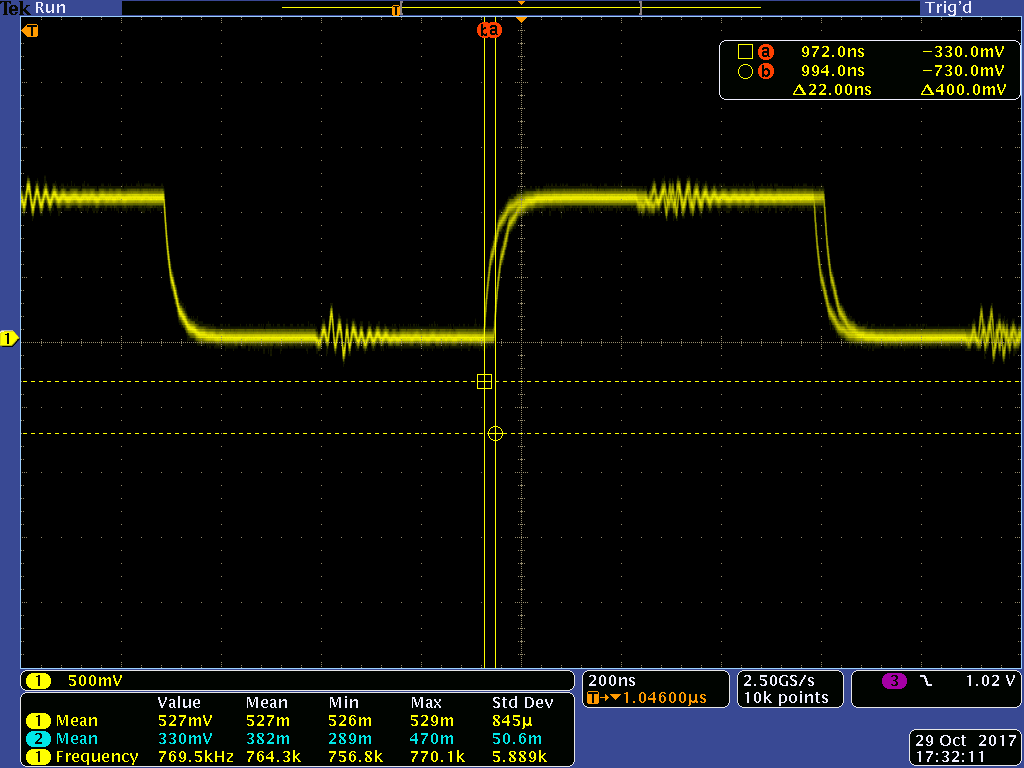 Tek Run Trig'd
T
T
b a
a 972.0ns −330.0mV
b 994.0ns −730.0mV
Δ22.00ns Δ400.0mV
1
1 500mV
Value Mean Min Max Std Dev
1 Mean 527mV 527m 526m 529m 845µ
2 Mean 330mV 382m 289m 470m 50.6m
1 Frequency 769.5kHz 764.3k 756.8k 770.1k 5.889k
200ns
T→▼1.04600µs
2.50GS/s
10k points
3 1.02 V
29 Oct 2017
17:32:11